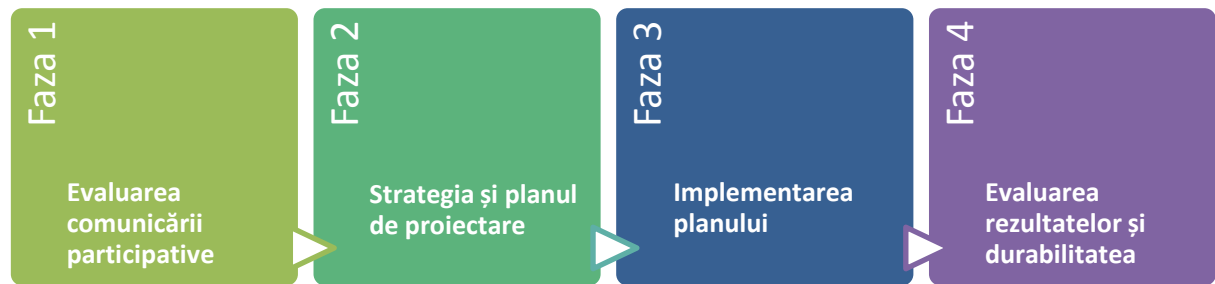 Faza 1
Evaluarea
comunicării
participative
Faza 2
Strategia și planul
de proiectare
Faza 3
Implementarea
planului
Faza 4
Evaluarea
rezultatelor și
durabilitatea